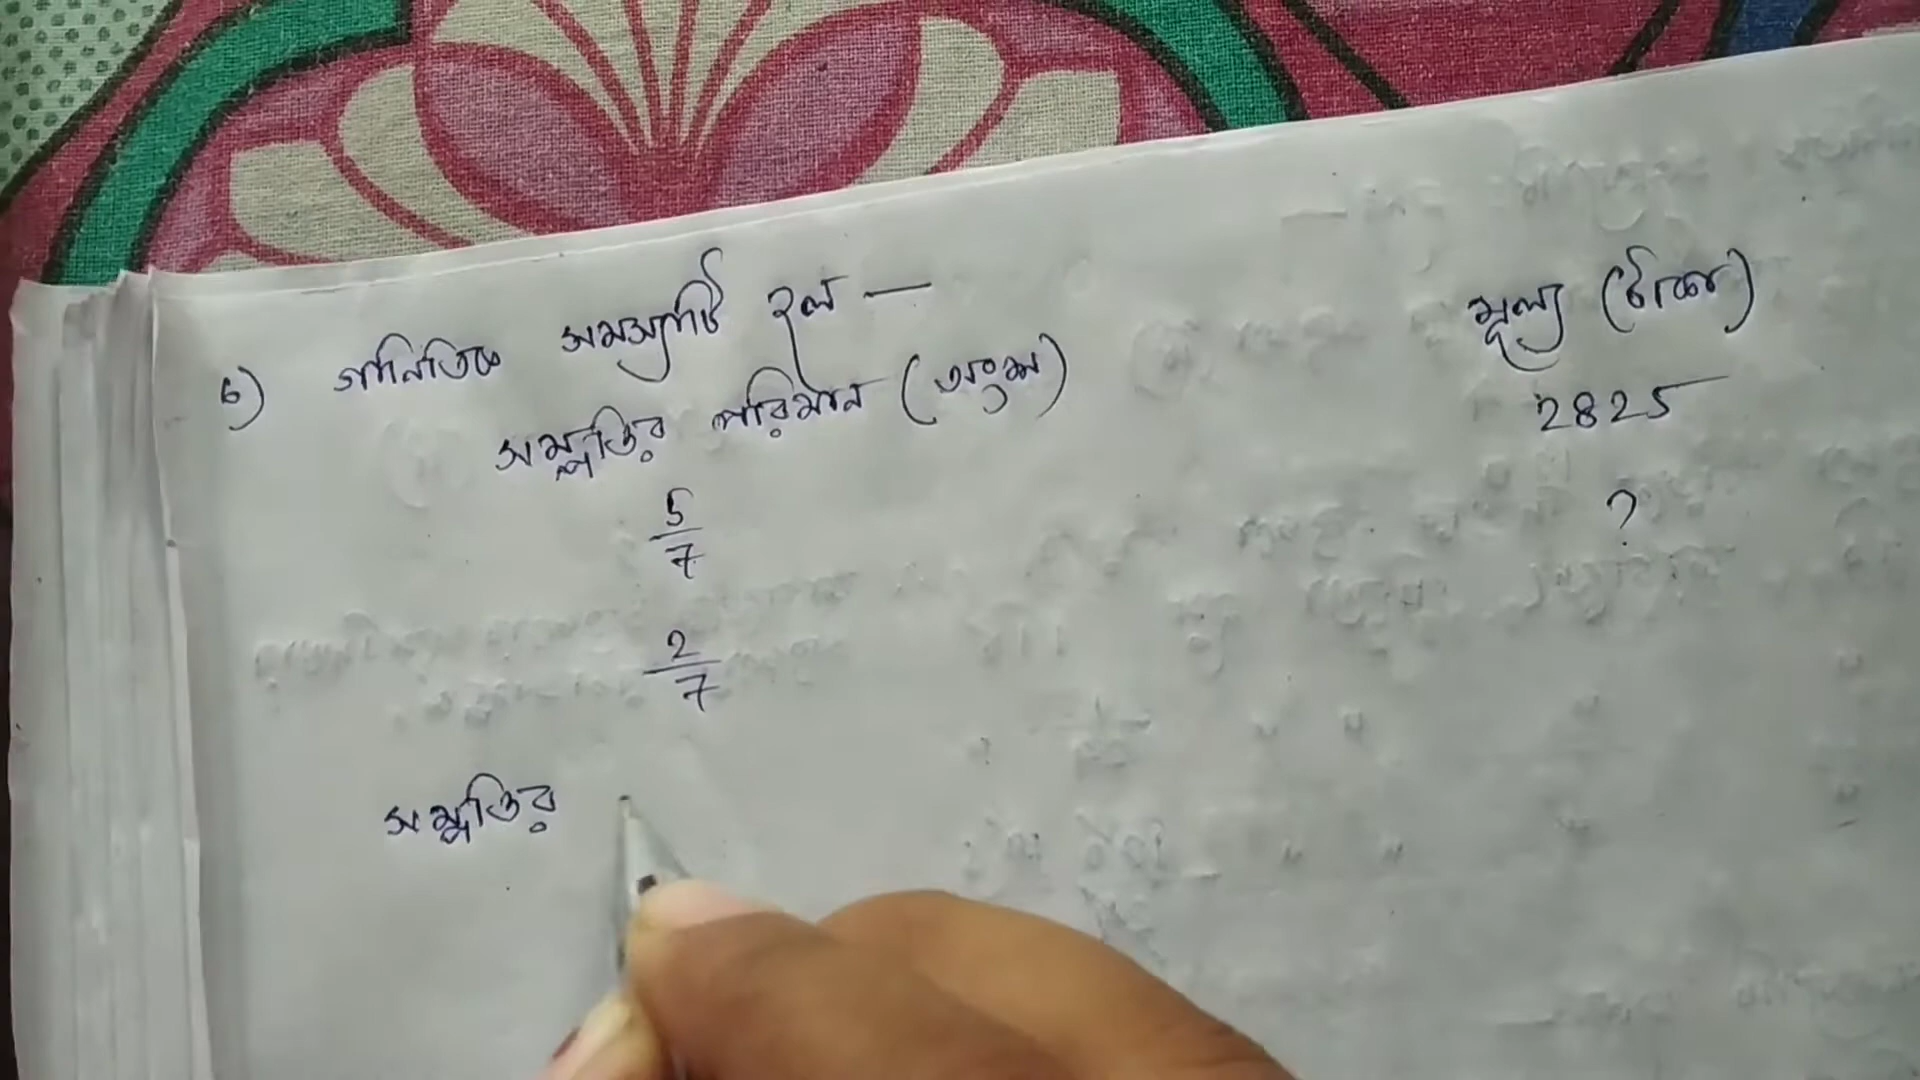 6) গানিতিক সমস্যাটি হল —
সম্পত্তির পরিমান (অংশ) মূল্য (টাকা)
5/7 2825
2/7 ?
সম্পত্তির